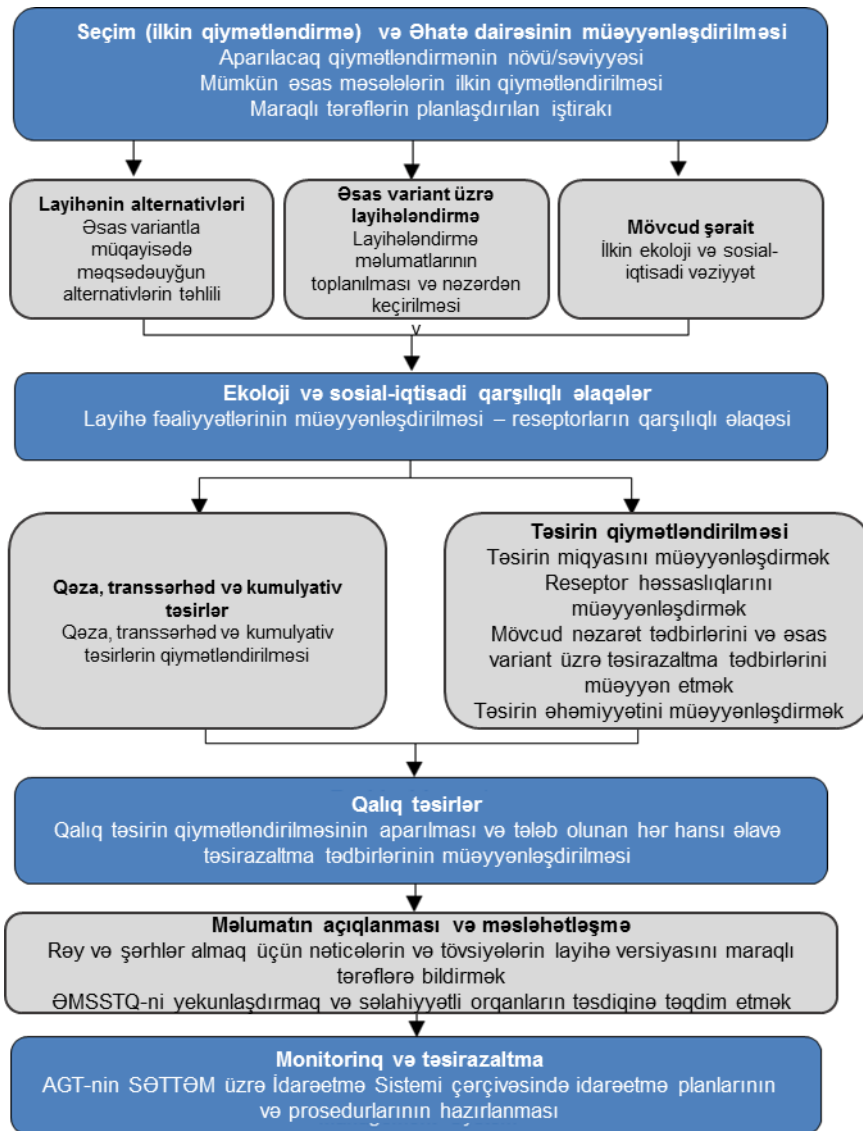 Seçim (ilkin qiymətləndirmə) və Əhatə dairəsinin müəyyənləşdirilməsi
Aparılacaq qiymətləndirmənin növü/səviyyəsi
Mümkün əsas məsələlərin ilkin qiymətləndirilməsi
Maraqlı tərəflərin planlaşdırılan iştirakı
Layihənin alternativləri
Əsas variantla
müqayisədə
məqsədəuyğun
alternativlərin təhlili
Əsas variant üzrə
layihələndirmə
Layihələndirmə
məlumatlarının
toplanılması və nəzərdən
keçirilməsi
v
Mövcud şərait
İlkin ekoloji və sosial-
iqtisadi vəziyyət
Ekoloji və sosial-iqtisadi qarşılıqlı əlaqələr
Layihə fəaliyyətlərinin müəyyənləşdirilməsi – reseptorların qarşılıqlı əlaqəsi
Qəza, transsərhəd və kumulyativ
təsirlər
Qəza, transsərhəd və kumulyativ
təsirlərin qiymətləndirilməsi
Təsirin qiymətləndirilməsi
Təsirin miqyasını müəyyənləşdirmək
Reseptor həssaslıqlarını
müəyyənləşdirmək
Mövcud nəzarət tədbirlərini və əsas
variant üzrə təsirazaltma tədbirlərini
müəyyən etmək
Təsirin əhəmiyyətini müəyyənləşdirmək
Qalıq təsirlər
Qalıq təsirin qiymətləndirilməsinin aparılması və tələb olunan hər hansı əlavə
təsirazaltma tədbirlərinin müəyyənləşdirilməsi
Məlumatın açıqlanması və məsləhətləşmə
Rəy və şərhlər almaq üçün nəticələrin və tövsiyələrin layihə versiyasını maraqlı
tərəflərə bildirmək
ƏMSSTQ-ni yekunlaşdırmaq və səlahiyyətli orqanların təsdiqinə təqdim etmək
Monitorinq və təsirazaltma
AGT-nin SƏTTƏM üzrə İdarəetmə Sistemi çərçivəsində idarəetmə planlarının
və prosedurlarının hazırlanması